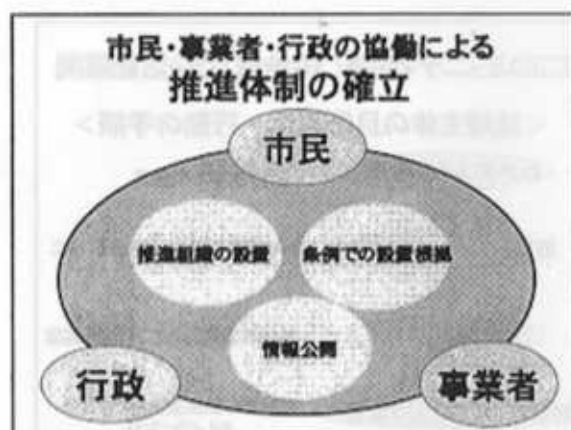 市民・事業者・行政の協働による
推進体制の確立
市民
推進組織の設置
条例での設置根拠
情報公開
行政
事業者